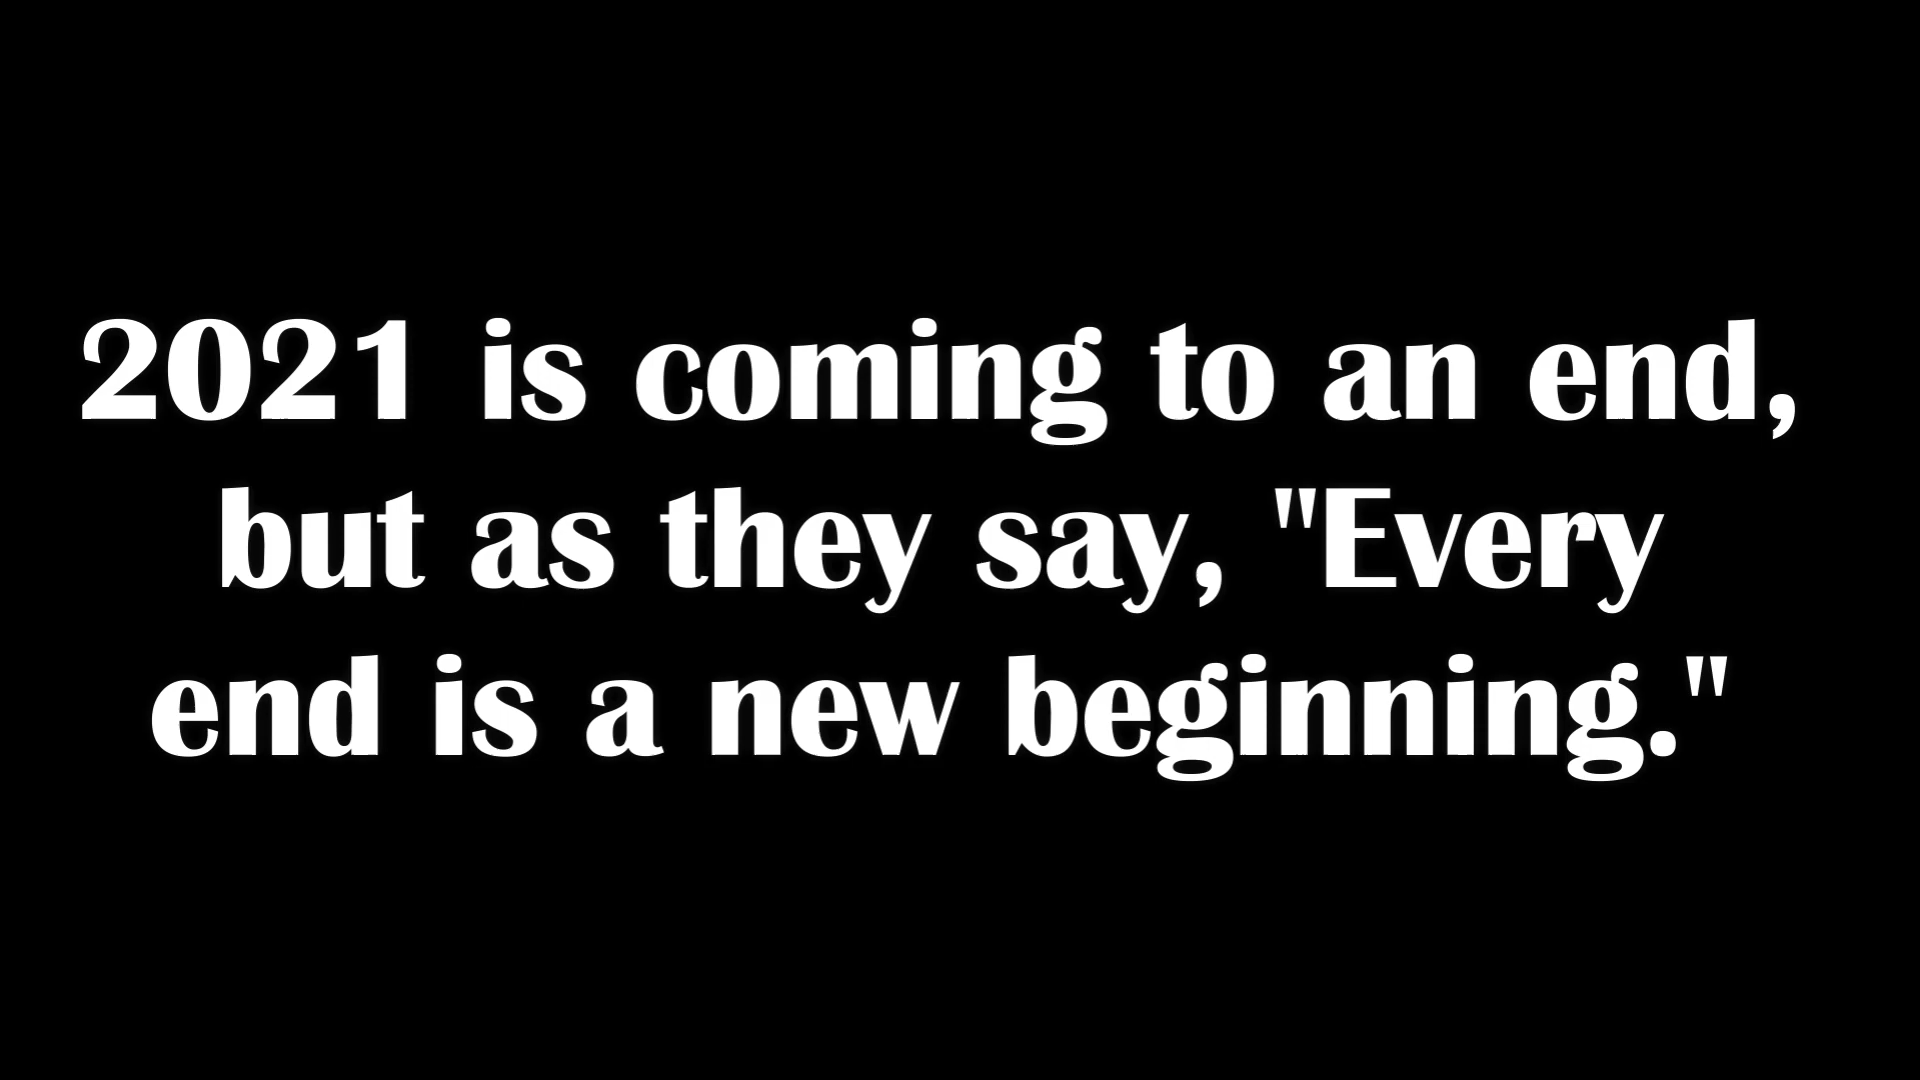 2021 is coming to an end,
but as they say, "Every
end is a new beginning."